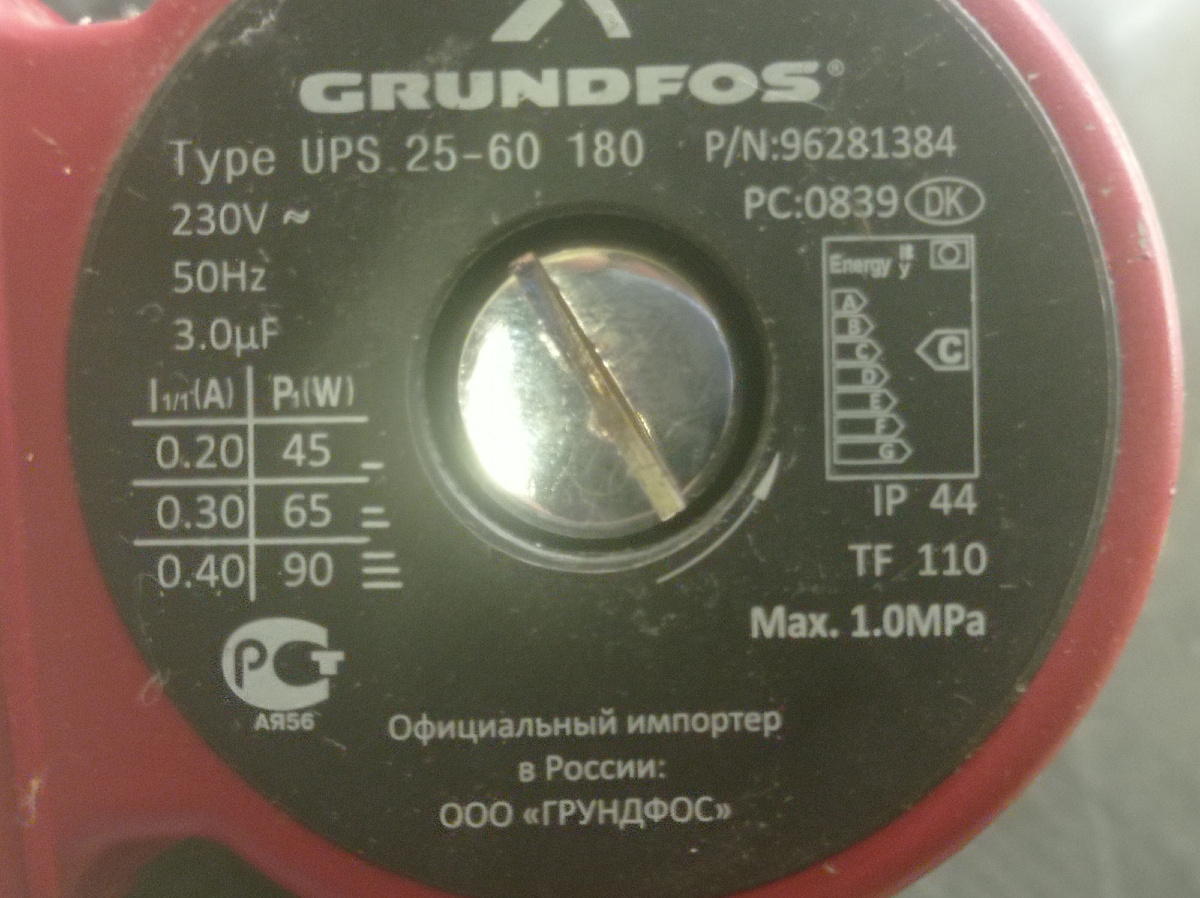 GRUNDFOS®
Type UPS 25-60 180 P/N:96281384
PC:0839 DK
230V ~
50Hz
3.0µF
I1/1(A) P1(W)
0.20 45
0.30 65
0.40 90
Energy
A
B
C
D
E
F
G
C
IP 44
TF 110
Max. 1.0MPa
РСТ
АЯ56
Официальный импортер
в России:
ООО «ГРУНДФОС»